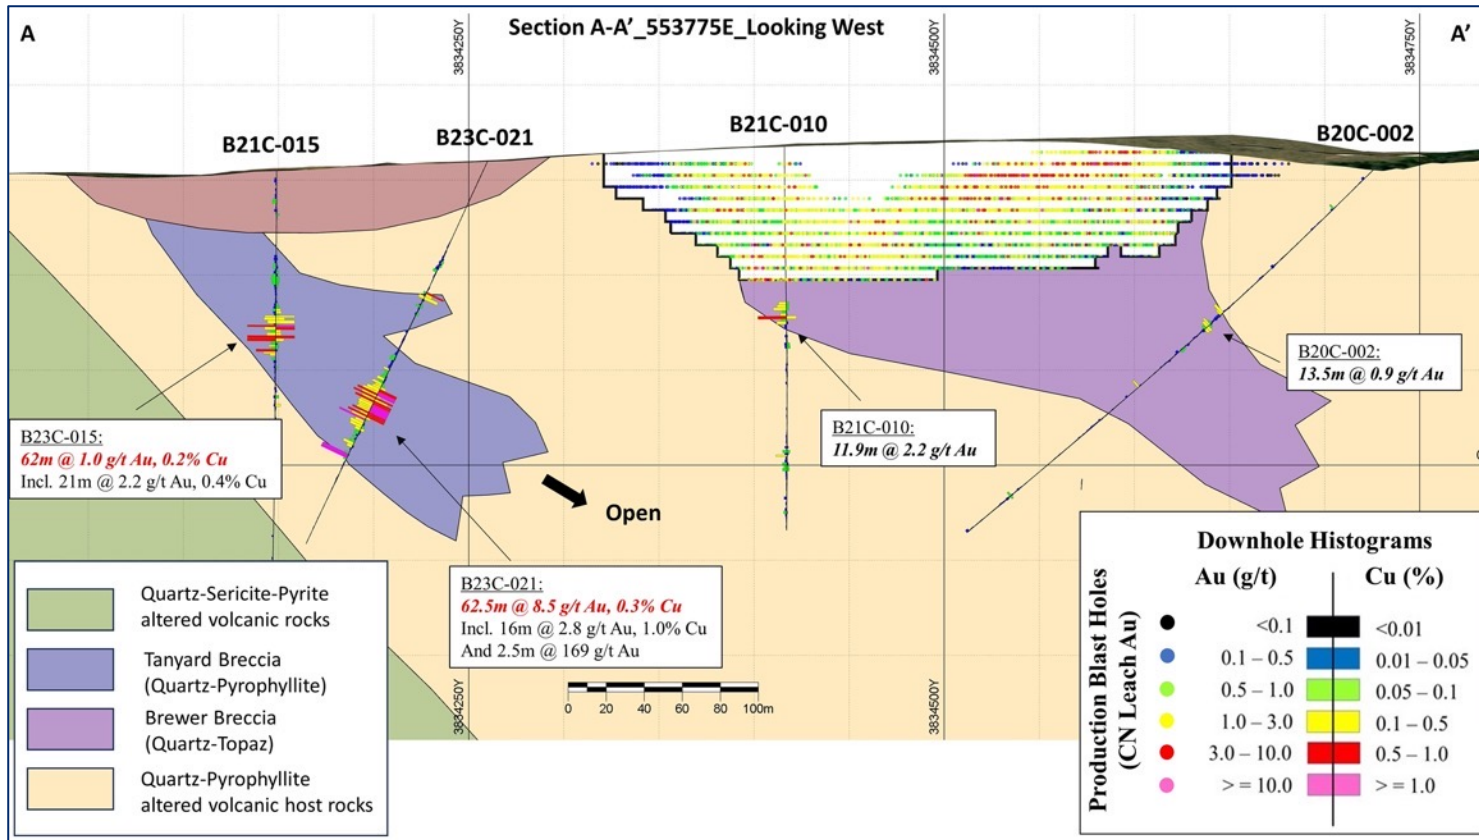 A
Section A-A'_553775E_Looking West
A'
3834250Y
3834500Y
3834750Y
B21C-015
B23C-021
B21C-010
B20C-002
B23C-015:
62m @ 1.0 g/t Au, 0.2% Cu
Incl. 21m @ 2.2 g/t Au, 0.4% Cu
B21C-010:
11.9m @ 2.2 g/t Au
B20C-002:
13.5m @ 0.9 g/t Au
Open
B23C-021:
62.5m @ 8.5 g/t Au, 0.3% Cu
Incl. 16m @ 2.8 g/t Au, 1.0% Cu
And 2.5m @ 169 g/t Au
3834250Y
3834500Y
0 20 40 60 80 100m
Quartz-Sericite-Pyrite
altered volcanic rocks
Tanyard Breccia
(Quartz-Pyrophyllite)
Brewer Breccia
(Quartz-Topaz)
Quartz-Pyrophyllite
altered volcanic host rocks
Downhole Histograms
Au (g/t) Cu (%)
Production Blast Holes
(CN Leach Au)
<0.1 <0.01
0.1 – 0.5 0.01 – 0.05
0.5 – 1.0 0.05 – 0.1
1.0 – 3.0 0.1 – 0.5
3.0 – 10.0 0.5 – 1.0
> = 10.0 > = 1.0